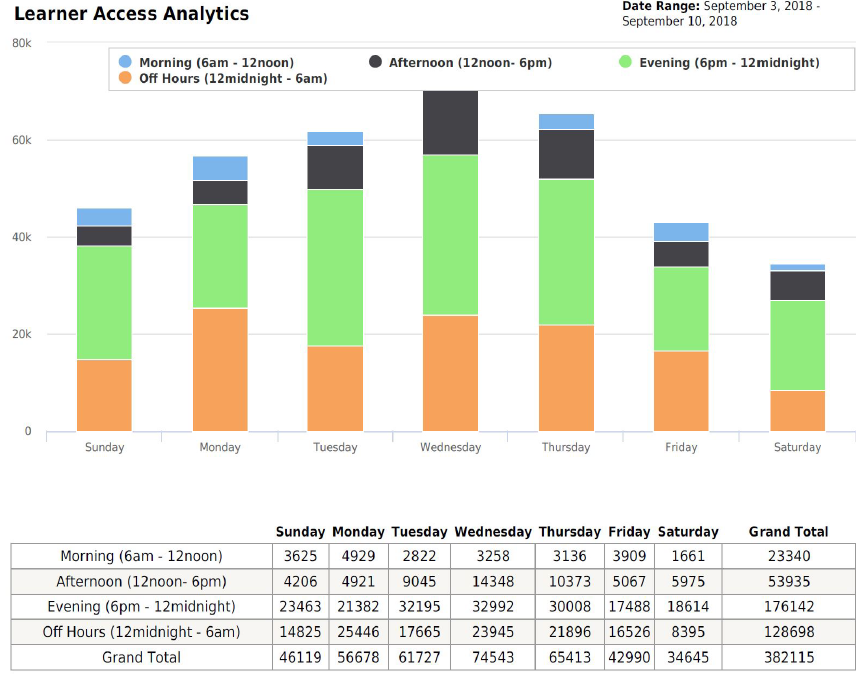 Learner Access Analytics
Date Range: September 3, 2018 -
September 10, 2018
80k
60k
40k
20k
0
Morning (6am - 12noon)
Afternoon (12noon- 6pm)
Evening (6pm - 12midnight)
Off Hours (12midnight - 6am)
Sunday Monday Tuesday Wednesday Thursday Friday Saturday
Sunday Monday Tuesday Wednesday Thursday Friday Saturday Grand Total
Morning (6am - 12noon) 3625 4929 2822 3258 3136 3909 1661 23340
Afternoon (12noon- 6pm) 4206 4921 9045 14348 10373 5067 5975 53935
Evening (6pm - 12midnight) 23463 21382 32195 32992 30008 17488 18614 176142
Off Hours (12midnight - 6am) 14825 25446 17665 23945 21896 16526 8395 128698
Grand Total 46119 56678 61727 74543 65413 42990 34645 382115